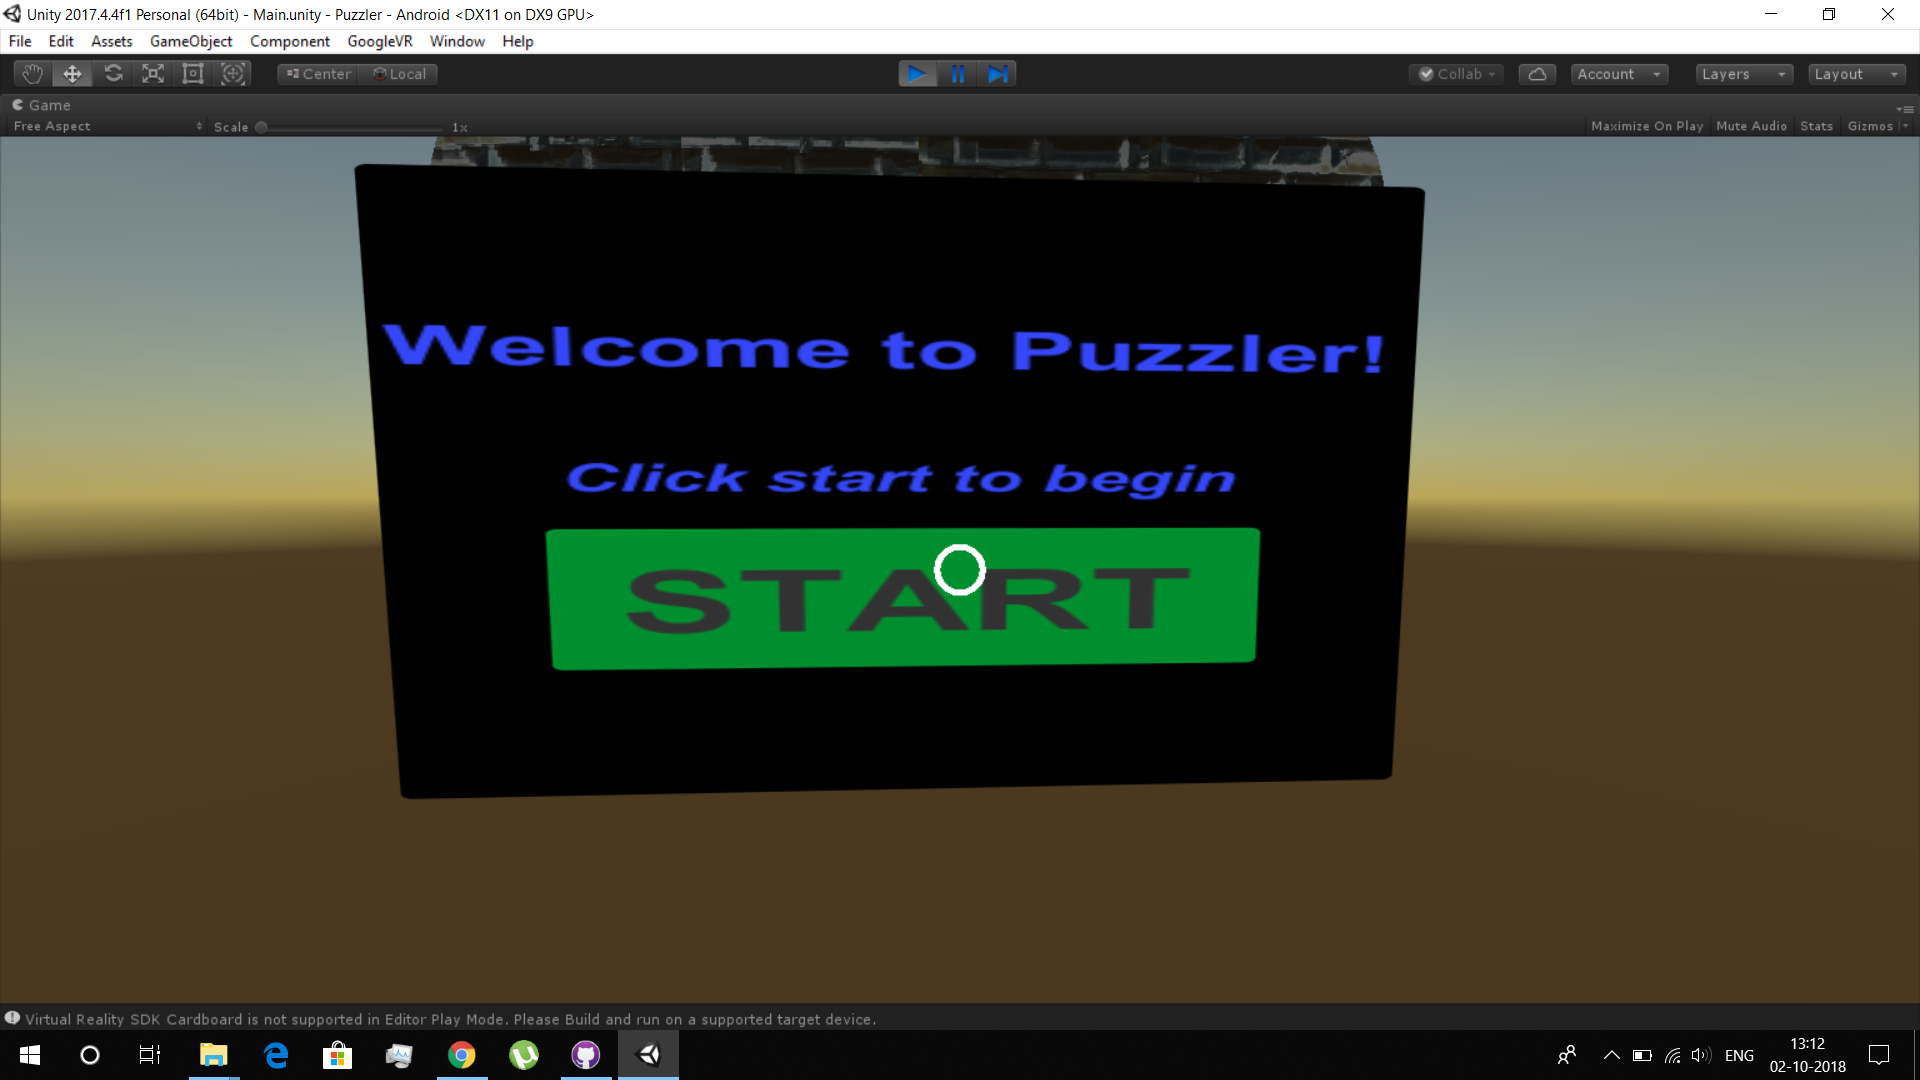 Unity 2017.4.4f1 Personal (64bit) - Main.unity - Puzzler - Android <DX11 on DX9 GPU>
File Edit Assets GameObject Component GoogleVR Window Help
Center Local Collab Account Layers Layout
Game
Free Aspect Scale 1x Maximize On Play Mute Audio Stats Gizmos
Welcome to Puzzler!
Click start to begin
START
Virtual Reality SDK Cardboard is not supported in Editor Play Mode. Please Build and run on a supported target device.
ENG
13:12
02-10-2018